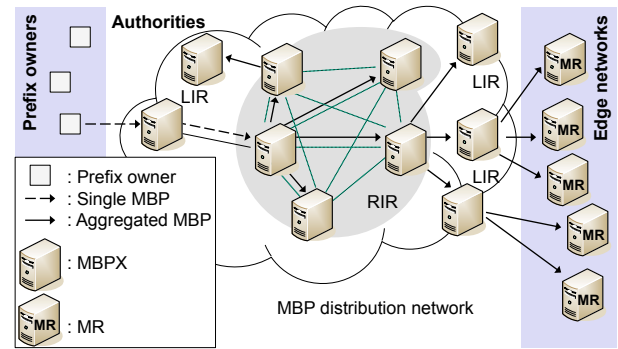 Prefix owners
Authorities
LIR
LIR
LIR
RIR
Edge networks
MR
MR
MR
MR
MR
: Prefix owner
: Single MBP
: Aggregated MBP
: MBPX
MR : MR
MBP distribution network